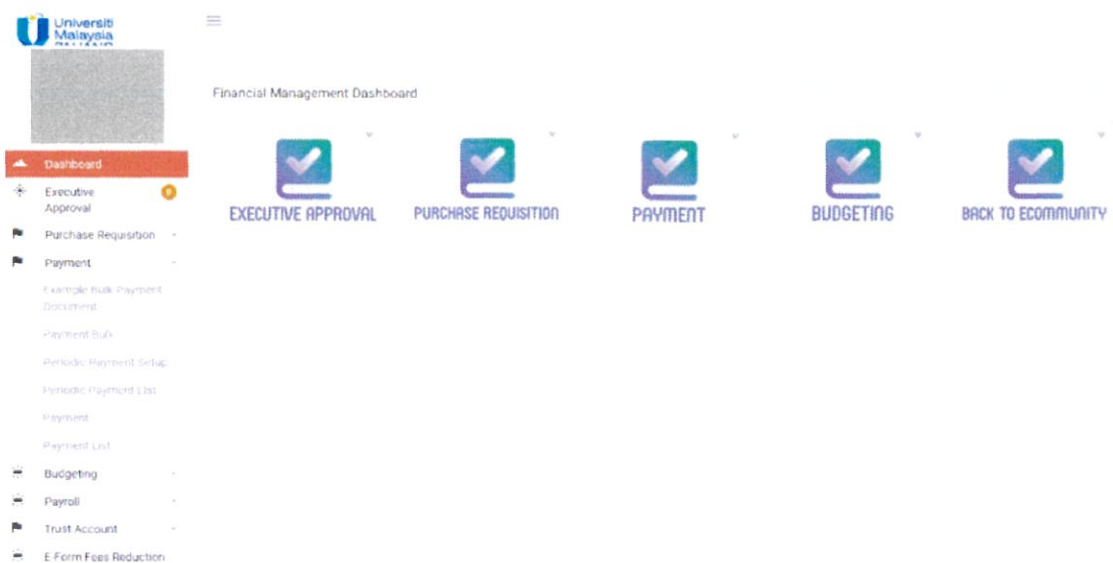 Universiti
Malaysia
PAHANG
Financial Management Dashboard
Dashboard
Executive
Approval
0
Purchase Requisition
Payment
Example Bulk Payment
Document
Payment Bulk
Periodic Payment Setup
Periodic Payment List
Payment
Payment List
Budgeting
Payroll
Trust Account
E-Form Fees Reduction
EXECUTIVE APPROVAL
PURCHASE REQUISITION
PAYMENT
BUDGETING
BACK TO ECOMMUNITY